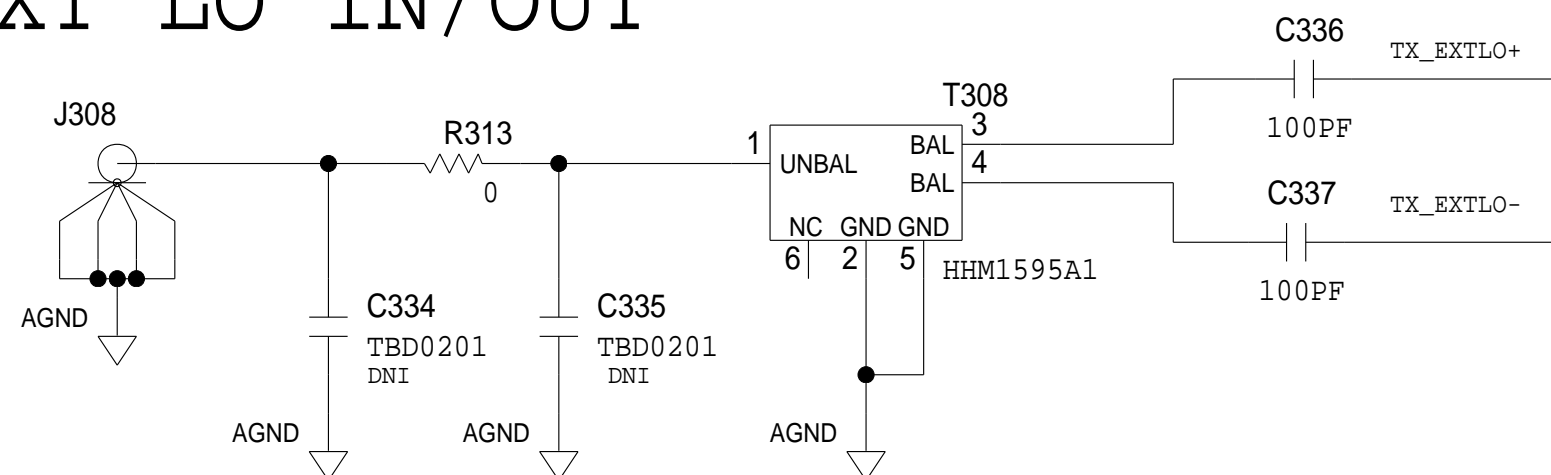 LO IN/OUT
C336
TX_EXTLO+
J308
R313
T308
1
3
UNBAL
BAL
100PF
0
4
BAL
C337
TX_EXTLO-
NC GND GND
6 2 5
HHM1595A1
100PF
AGND
C334
C335
TBD0201
TBD0201
DNI
DNI
AGND
AGND
AGND